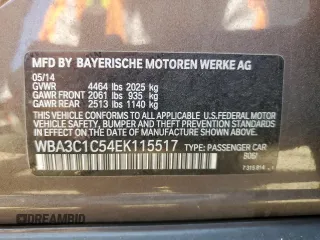 MFD BY BAYERISCHE MOTOREN WERKE AG
05/14
GVWR 4464 lbs 2025 kg
GAWR FRONT 2061 lbs 935 kg
GAWR REAR 2513 lbs 1140 kg
THIS VEHICLE CONFORMS TO ALL APPLICABLE
U.S.FEDERAL MOTOR VEHICLE SAFETY,
BUMPER, AND THEFT PREVENTION
STANDARDS IN EFFECT ON THE DATE OF
MANUFACTURE SHOWN ABOVE.
WBA3C1C54EK115517 TYPE: PASSENGER CAR
DREAMBID